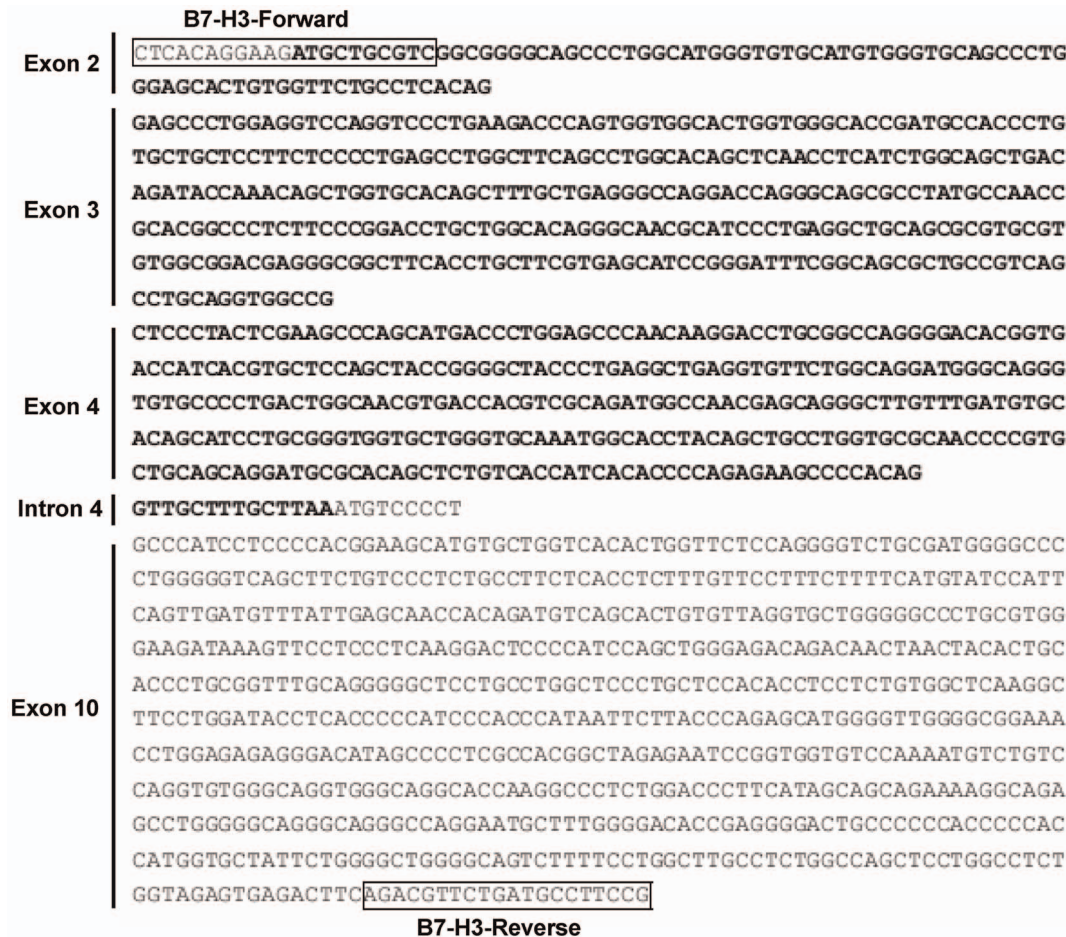 B7-H3-Forward
Exon 2
CTCACAGGAAGATGCTGCGTCGGCGGGGCAGCCCTGGCATGGGTGTGCATGTGGGTGCAGCCCTG
GGAGCACTGTGGTTCTGCCTCACAG
Exon 3
GAGCCCTGGAGGTCCAGGTCCCTGAAGACCCAGTGGTGGCACTGGTGGGCACCGATGCCACCCTG
TGCTGCTCCTTCTCCCCTGAGCCTGGCTTCAGCCTGGCACAGCTCAACCTCATCTGGCAGCTGAC
AGATACCAAACAGCTGGTGCACAGCTTTGCTGAGGGCCAGGACCAGGGCAGCGCCTATGCCAACC
GCACGGCCCTCTTCCCGGACCTGCTGGCACAGGGCAACGCATCCCTGAGGCTGCAGCGCGTGCGT
GTGGCGGACGAGGGCGGCTTCACCTGCTTCGTGAGCATCCGGGATTTCGGCAGCGCTGCCGTCAG
CCTGCAGGTGGCCG
Exon 4
CTCCCTACTCGAAGCCCAGCATGACCCTGGAGCCCAACAAGGACCTGCGGCCAGGGGACACGGTG
ACCATCACGTGCTCCAGCTACCGGGGCTACCCTGAGGCTGAGGTGTTCTGGCAGGATGGGCAGGG
TGTGCCCCTGACTGGCAACGTGACCACGTCGCAGATGGCCAACGAGCAGGGCTTGTTTGATGTGC
ACAGCATCCTGCGGGTGGTGCTGGGTGCAAATGGCACCTACAGCTGCCTGGTGCGCAACCCCGTG
CTGCAGCAGGATGCGCACAGCTCTGTCACCATCACACCCCAGAGAAGCCCCACAG
Intron 4
GTTGCTTTGCTTAAATGTCCCCT
Exon 10
GCCCATCCTCCCCACGGAAGCATGTGCTGGTCACACTGGTTCTCCAGGGGTCTGCGATGGGGCCC
CTGGGGGTCAGCTTCTGTCCCTCTGCCTTCTCACCTCTTTGTTCCTTTCTTTTCATGTATCCATT
CAGTTGATGTTTATTGAGCAACCACAGATGTCAGCACTGTGTTAGGTGCTGGGGGCCCTGCGTGG
GAAGATAAAGTTCCTCCCTCAAGGACTCCCCATCCAGCTGGGAGACAGACAACTAACTACACTGC
ACCCTGCGGTTTGCAGGGGGCTCCTGCCTGGCTCCCTGCTCCACACCTCCTCTGTGGCTCAAGGC
TTCCTGGATACCTCACCCCCATCCCACCCATAATTCTTACCCAGAGCATGGGGTTGGGGCGGAAA
CCTGGAGAGAGGGACATAGCCCCTCGCCACGGCTAGAGAATCCGGTGGTGTCCAAAATGTCTGTC
CAGGTGTGGGCAGGTGGGCAGGCACCAAGGCCCTCTGGACCCTTCATAGCAGCAGAAAAGGCAGA
GCCTGGGGGCAGGGCAGGGCCAGGAATGCTTTGGGGACACCGAGGGGACTGCCCCCCACCCCCAC
CATGGTGCTATTCTGGGGCTGGGGCAGTCTTTTCCTGGCTTGCCTCTGGCCAGCTCCTGGCCTCT
GGTAGAGTGAGACTTCAGACGTTCTGATGCCTTCCG
B7-H3-Reverse